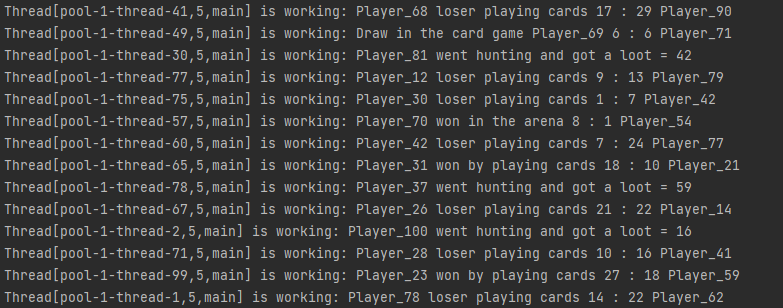 Thread[pool-1-thread-41,5,main] is working: Player_68 loser playing cards 17 : 29 Player_90
Thread[pool-1-thread-49,5,main] is working: Draw in the card game Player_69 6 : 6 Player_71
Thread[pool-1-thread-30,5,main] is working: Player_81 went hunting and got a loot = 42
Thread[pool-1-thread-77,5,main] is working: Player_12 loser playing cards 9 : 13 Player_79
Thread[pool-1-thread-75,5,main] is working: Player_30 loser playing cards 1 : 7 Player_42
Thread[pool-1-thread-57,5,main] is working: Player_70 won in the arena 8 : 1 Player_54
Thread[pool-1-thread-60,5,main] is working: Player_42 loser playing cards 7 : 24 Player_77
Thread[pool-1-thread-65,5,main] is working: Player_31 won by playing cards 18 : 10 Player_21
Thread[pool-1-thread-78,5,main] is working: Player_37 went hunting and got a loot = 59
Thread[pool-1-thread-67,5,main] is working: Player_26 loser playing cards 21 : 22 Player_14
Thread[pool-1-thread-2,5,main] is working: Player_100 went hunting and got a loot = 16
Thread[pool-1-thread-71,5,main] is working: Player_28 loser playing cards 10 : 16 Player_41
Thread[pool-1-thread-99,5,main] is working: Player_23 won by playing cards 27 : 18 Player_59
Thread[pool-1-thread-1,5,main] is working: Player_78 loser playing cards 14 : 22 Player_62